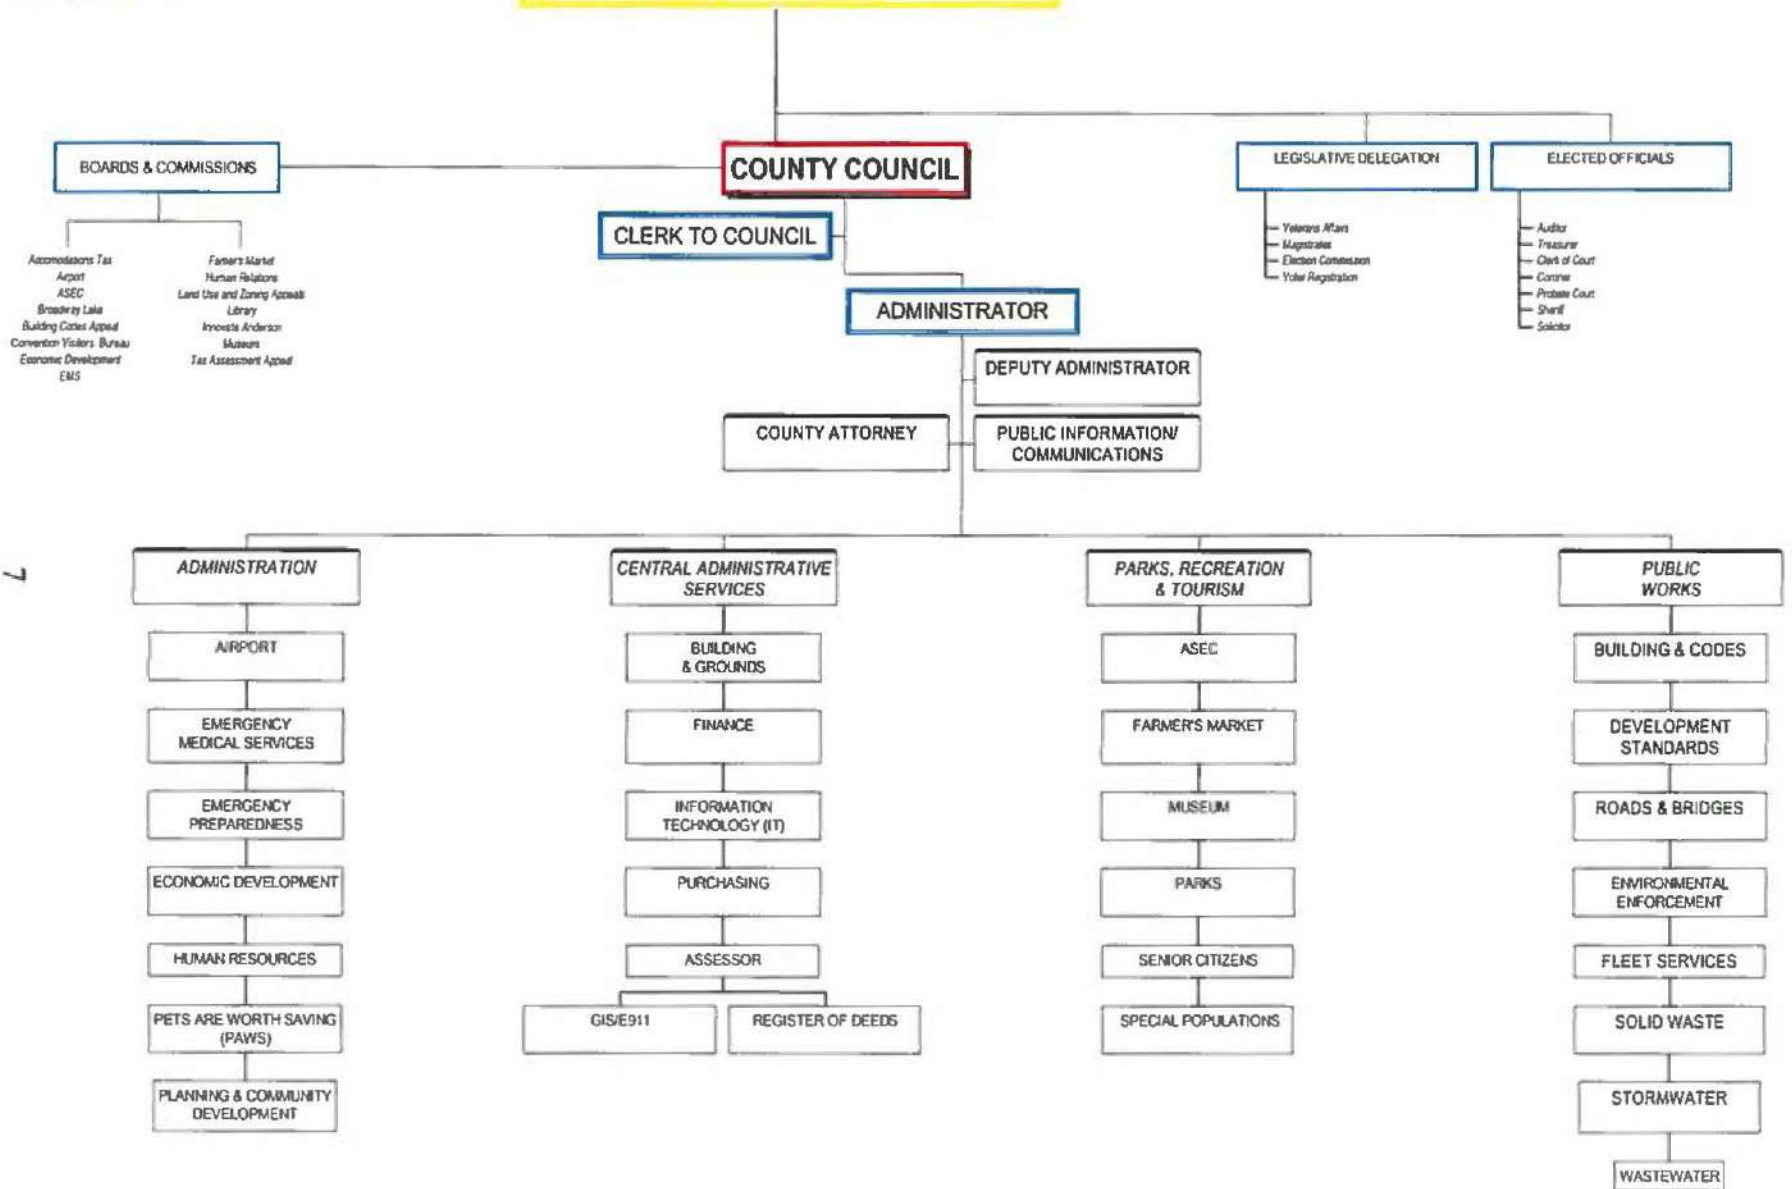 BOARDS & COMMISSIONS
COUNTY COUNCIL
LEGISLATIVE DELEGATION
ELECTED OFFICIALS
CLERK TO COUNCIL
Accomodations Tax
Airport
ASEC
Broadway Lake
Building Codes Appeal
Convention Visitors Bureau
Economic Development
EMS
Farmer's Market
Human Relations
Land Use and Zoning Appeals
Library
Innovate Anderson
Museum
Tax Assessment Appeal
Veterans Affairs
Magistrates
Election Commission
Voter Registration
Auditor
Treasurer
Clerk of Court
Coroner
Probate Court
Sheriff
Solicitor
ADMINISTRATOR
DEPUTY ADMINISTRATOR
COUNTY ATTORNEY
PUBLIC INFORMATION/
COMMUNICATIONS
7
ADMINISTRATION
AIRPORT
EMERGENCY
MEDICAL SERVICES
EMERGENCY
PREPAREDNESS
ECONOMIC DEVELOPMENT
HUMAN RESOURCES
PETS ARE WORTH SAVING
(PAWS)
PLANNING & COMMUNITY
DEVELOPMENT
CENTRAL ADMINISTRATIVE
SERVICES
BUILDING
& GROUNDS
FINANCE
INFORMATION
TECHNOLOGY (IT)
PURCHASING
ASSESSOR
GIS/E911
REGISTER OF DEEDS
PARKS, RECREATION
& TOURISM
ASEC
FARMER'S MARKET
MUSEUM
PARKS
SENIOR CITIZENS
SPECIAL POPULATIONS
PUBLIC
WORKS
BUILDING & CODES
DEVELOPMENT
STANDARDS
ROADS & BRIDGES
ENVIRONMENTAL
ENFORCEMENT
FLEET SERVICES
SOLID WASTE
STORMWATER
WASTEWATER